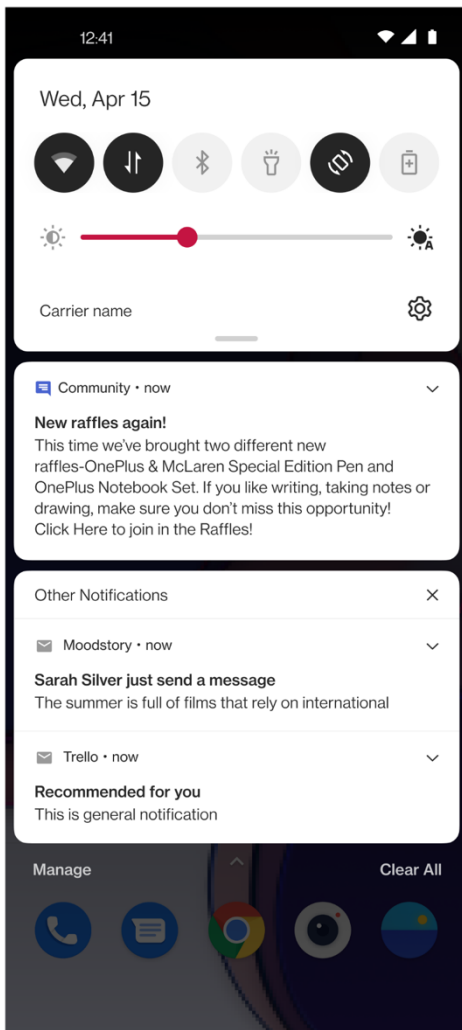 12:41
Wed, Apr 15
A
Carrier name
Community • now
New raffles again!
This time we've brought two different new
raffles-OnePlus & McLaren Special Edition Pen and
OnePlus Notebook Set. If you like writing, taking notes or
drawing, make sure you don't miss this opportunity!
Click Here to join in the Raffles!
Other Notifications
Moodstory • now
Sarah Silver just send a message
The summer is full of films that rely on international
Trello • now
Recommended for you
This is general notification
Manage
Clear All